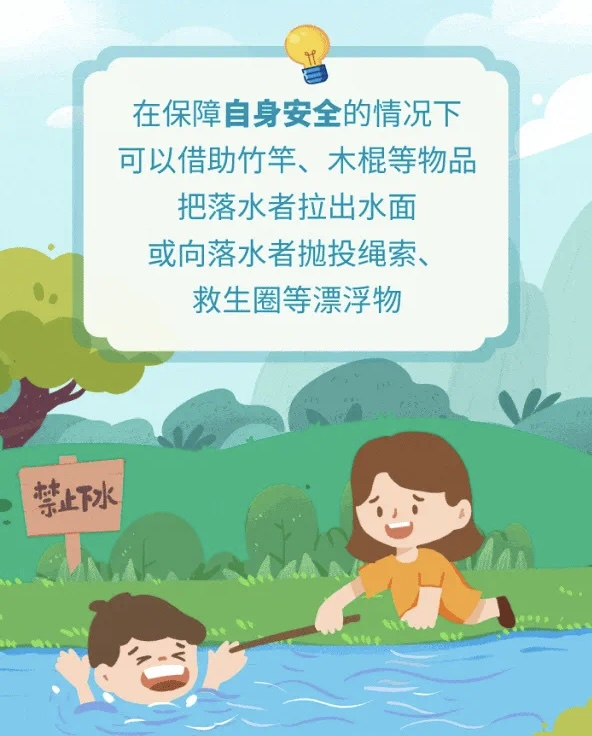 在保障自身安全的情况下
可以借助竹竿、木棍等物品
把落水者拉出水面
或向落水者抛投绳索、
救生圈等漂浮物
禁止下水